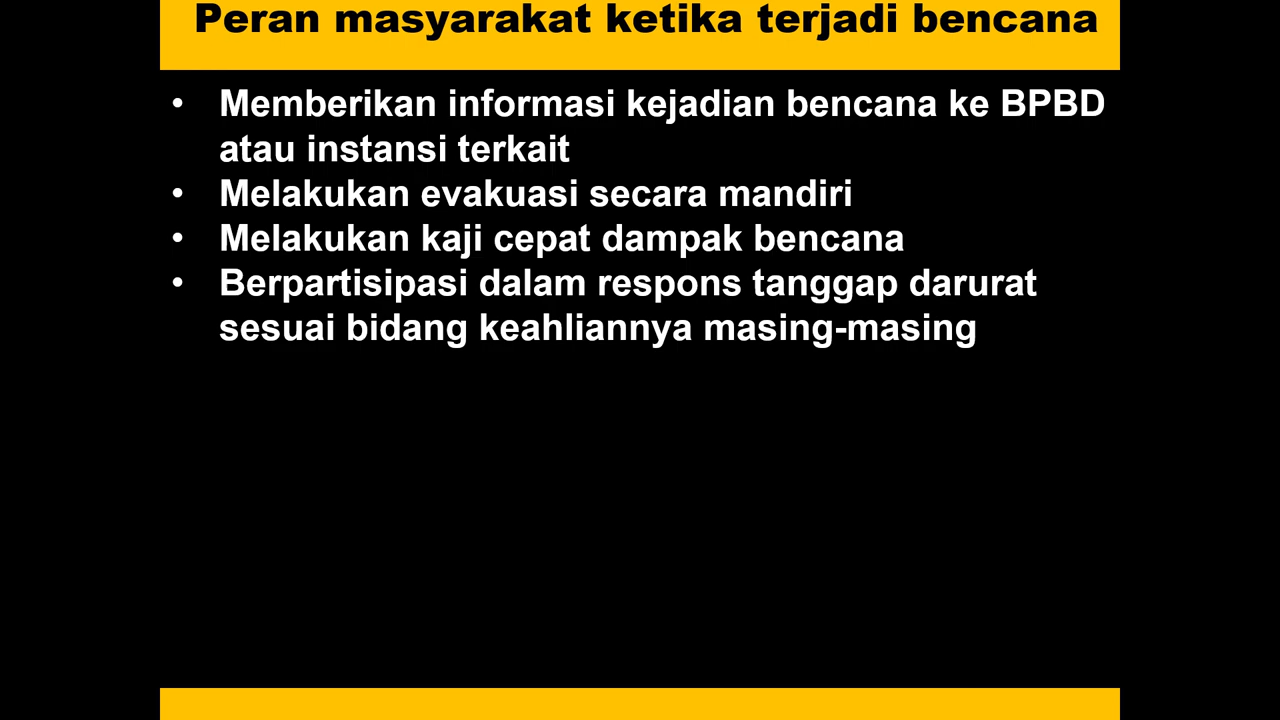 Peran masyarakat ketika terjadi bencana
• Memberikan informasi kejadian bencana ke BPBD
atau instansi terkait
• Melakukan evakuasi secara mandiri
• Melakukan kaji cepat dampak bencana
• Berpartisipasi dalam respons tanggap darurat
sesuai bidang keahliannya masing-masing